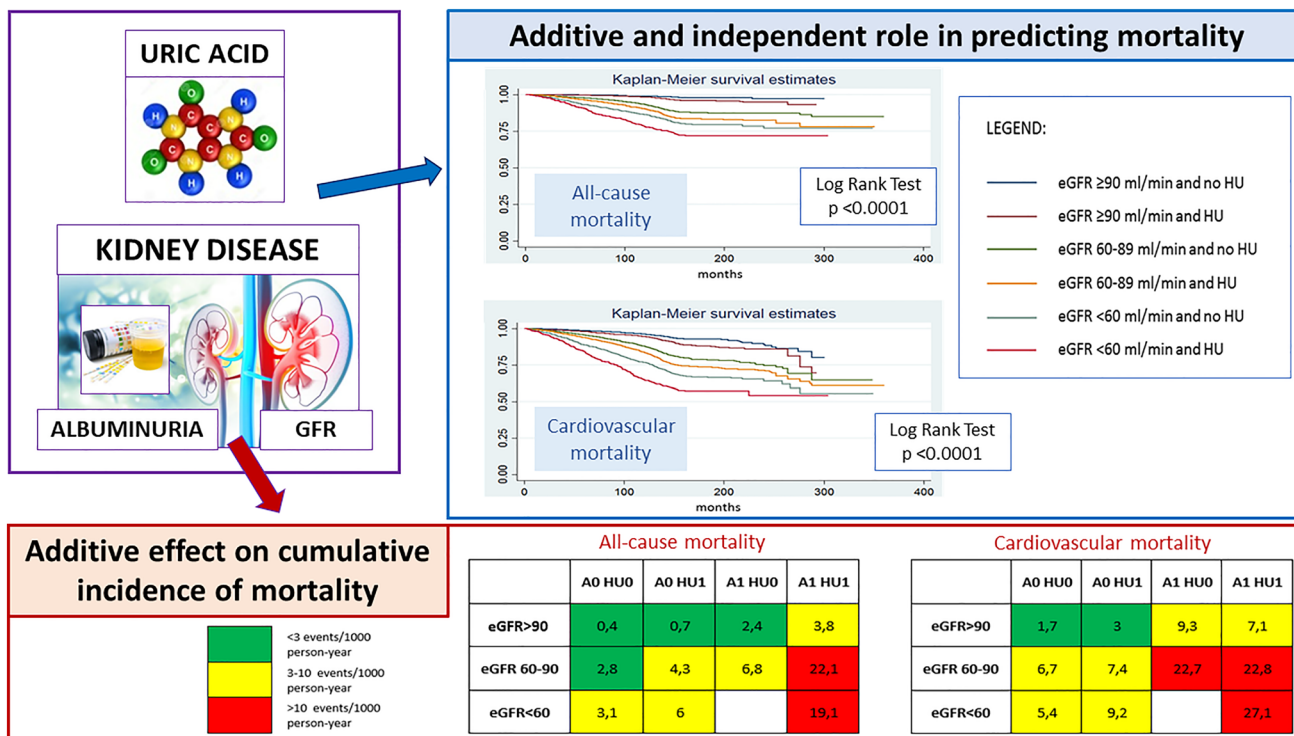 URIC ACID
O
H
N
C
C
N
O
C
C
C
O
N
N
H
H
KIDNEY DISEASE
ALBUMINURIA
GFR
Additive and independent role in predicting mortality
Kaplan-Meier survival estimates
1.00
0.75
0.50
0.25
0.00
0
100
200
300
400
months
All-cause
mortality
Log Rank Test
p <0.0001
Kaplan-Meier survival estimates
1.00
0.75
0.50
0.25
0.00
0
100
200
300
400
months
Cardiovascular
mortality
Log Rank Test
p <0.0001
LEGEND:
eGFR ≥90 ml/min and no HU
eGFR ≥90 ml/min and HU
eGFR 60-89 ml/min and no HU
eGFR 60-89 ml/min and HU
eGFR <60 ml/min and no HU
eGFR <60 ml/min and HU
Additive effect on cumulative
incidence of mortality
<3 events/1000
person-year
3-10 events/1000
person-year
>10 events/1000
person-year
All-cause mortality
A0 HU0 A0 HU1 A1 HU0 A1 HU1
eGFR>90 0,4 0,7 2,4 3,8
eGFR 60-90 2,8 4,3 6,8 22,1
eGFR<60 3,1 6 19,1
Cardiovascular mortality
A0 HU0 A0 HU1 A1 HU0 A1 HU1
eGFR>90 1,7 3 9,3 7,1
eGFR 60-90 6,7 7,4 22,7 22,8
eGFR<60 5,4 9,2 27,1